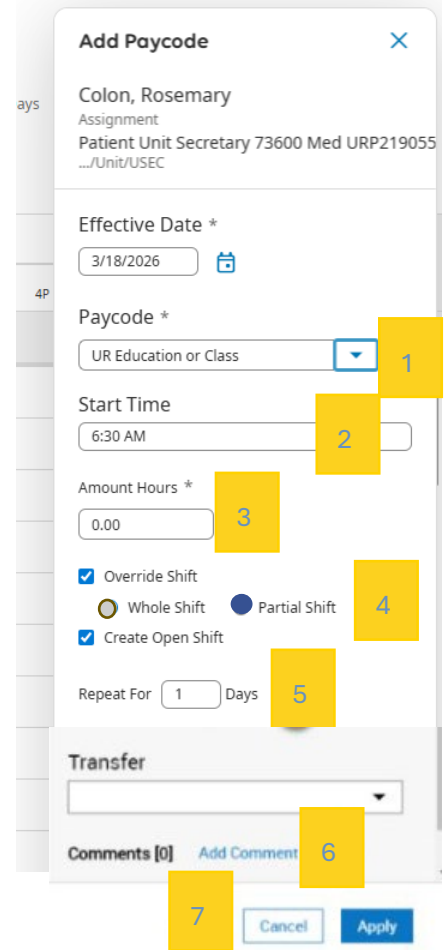 Add Paycode
Colon, Rosemary
ays
Assignment
Patient Unit Secretary 73600 Med URP219055
.../Unit/USEC
Effective Date *
3/18/2026
4P
Paycode *
UR Education or Class
1
Start Time
6:30 AM
2
Amount Hours *
0.00
3
Override Shift
Whole Shift Partial Shift
4
Create Open Shift
Repeat For 1 Days
5
Transfer
Comments [0] Add Comment
6
7
Cancel Apply